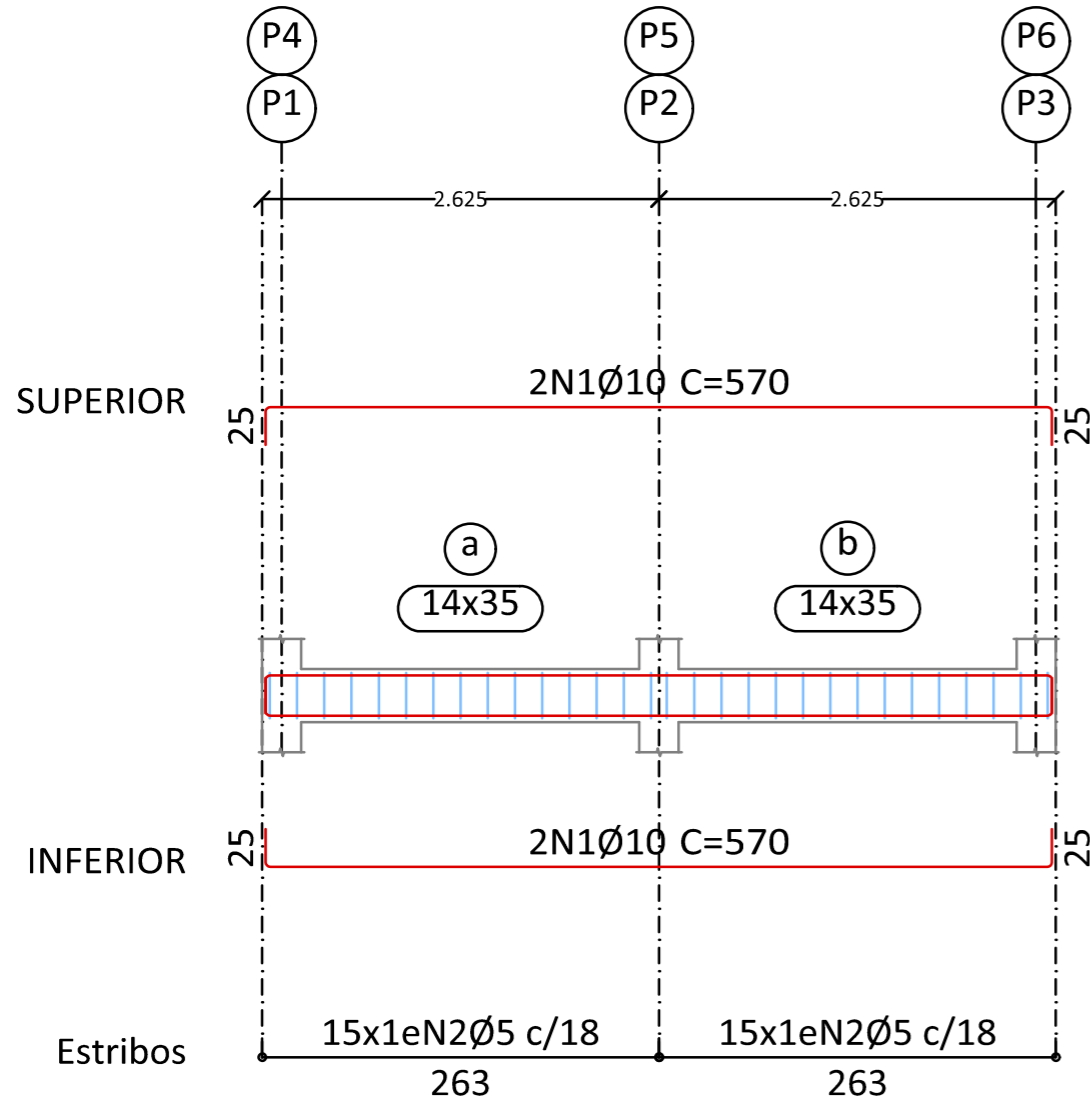 P4 P5 P6
P1 P2 P3
2.625 2.625
2N1Ø10 C=570
SUPERIOR
25 25
a b
14x35 14x35
2N1Ø10 C=570
INFERIOR
25 25
15x1eN2Ø5 c/18 15x1eN2Ø5 c/18
Estribos
263 263